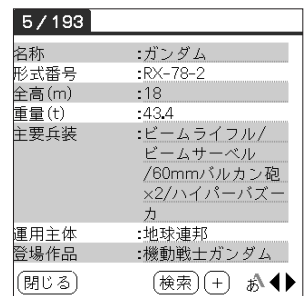 5/193
名称 :ガンダム
形式番号 :RX-78-2
全高(m) :18
重量(t) :43.4
主要兵装 :ビームライフル/
ビームサーベル
/60mmバルカン砲
×2/ハイパーバズー
カ
運用主体 :地球連邦
登場作品 :機動戦士ガンダム
閉じる 検索 + あA